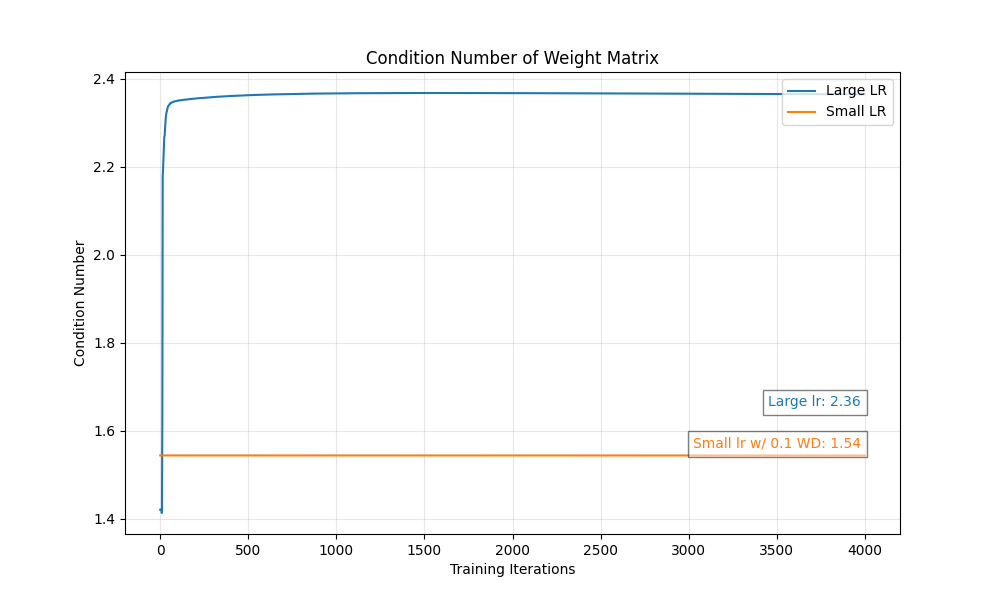 Condition Number of Weight Matrix
Large LR
Small LR
Condition Number
2.4
2.2
2.0
1.8
1.6
1.4
Large lr: 2.36
Small lr w/ 0.1 WD: 1.54
0 500 1000 1500 2000 2500 3000 3500 4000
Training Iterations